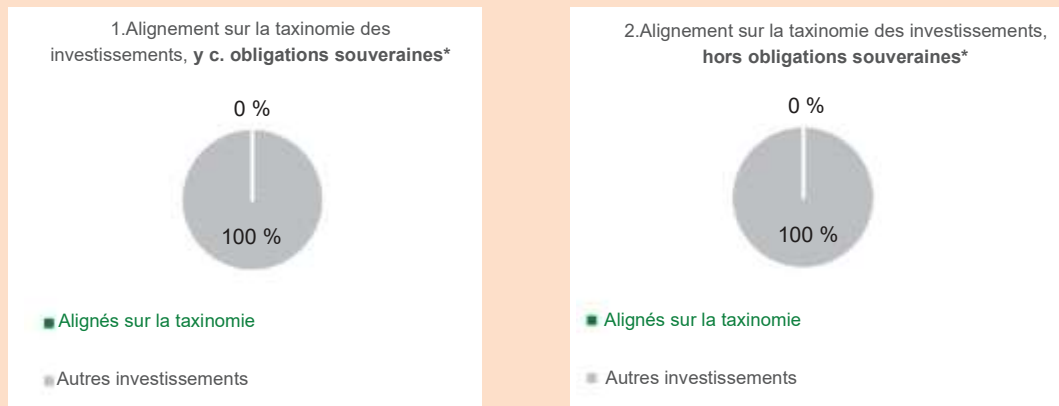 1.Alignement sur la taxinomie des
investissements, y c. obligations souveraines*
0 %
100 %
Alignés sur la taxinomie
Autres investissements
2.Alignement sur la taxinomie des investissements,
hors obligations souveraines*
0 %
100 %
Alignés sur la taxinomie
Autres investissements